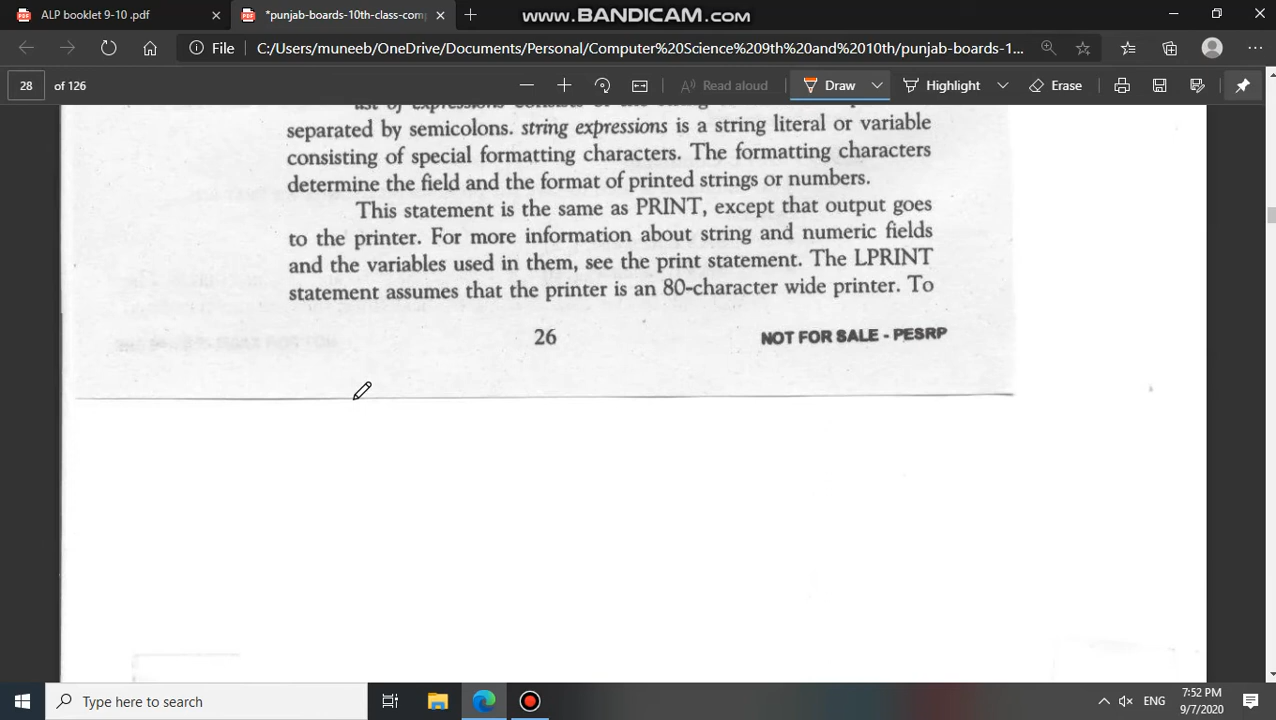 ALP booklet 9-10 .pdf
*punjab-boards-10th-class-com
www.BANDICAM.com
File
C:/Users/muneeb/OneDrive/Documents/Personal/Computer%20Science%209th%20and%2010th/punjab-boards-1...
28 of 126
Read aloud
Draw
Highlight
Erase
list of expressions
separated by semicolons. string expressions is a string literal or variable
consisting of special formatting characters. The formatting characters
determine the field and the format of printed strings or numbers.
This statement is the same as PRINT, except that output goes
to the printer. For more information about string and numeric fields
and the variables used in them, see the print statement. The LPRINT
statement assumes that the printer is an 80-character wide printer. To
26
NOT FOR SALE - PESRP
Type here to search
ENG
7:52 PM
9/7/2020